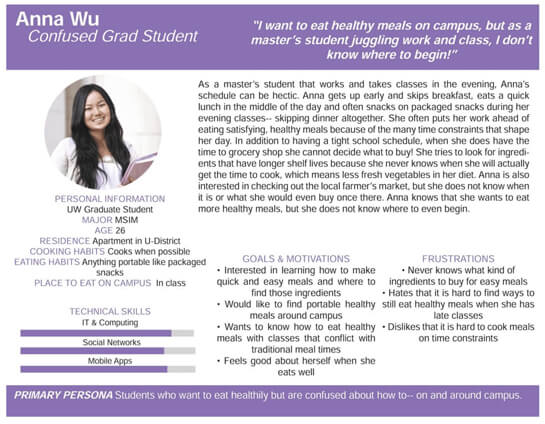 Anna Wu
Confused Grad Student
“I want to eat healthy meals on campus, but as a
master’s student juggling work and class, I don’t
know where to begin!”
As a master’s student that works and takes classes in the evening, Anna’s
schedule can be hectic. Anna gets up early and skips breakfast, eats a quick
lunch in the middle of the day and often snacks on packaged snacks during her
evening classes-- skipping dinner altogether. She often puts her work ahead of
eating satisfying, healthy meals because of the many time constraints that shape
her day. In addition to having a tight school schedule, when she does have the
time to grocery shop she cannot decide what to buy! She tries to look for ingredi-
ents that have longer shelf lives because she never knows when she will actually
get the time to cook, which means less fresh vegetables in her diet. Anna is also
interested in checking out the local farmer’s market, but she does not know when
it is or what she would even buy once there. Anna knows that she wants to eat
more healthy meals, but she does not know where to even begin.
PERSONAL INFORMATION
UW Graduate Student
MAJOR MSIM
AGE 26
RESIDENCE Apartment in U-District
COOKING HABITS Cooks when possible
EATING HABITS Anything portable like packaged
snacks
PLACE TO EAT ON CAMPUS In class
TECHNICAL SKILLS
IT & Computing
Social Networks
Mobile Apps
GOALS & MOTIVATIONS
• Interested in learning how to make
quick and easy meals and where to
find those ingredients
• Would like to find portable healthy
meals around campus
• Wants to know how to eat healthy
meals with classes that conflict with
traditional meal times
• Feels good about herself when she
eats well
FRUSTRATIONS
• Never knows what kind of
ingredients to buy for easy meals
• Hates that it is hard to find ways to
still eat healthy meals when she has
late classes
• Dislikes that it is hard to cook meals
on time constraints
PRIMARY PERSONA Students who want to eat healthily but are confused about how to-- on and around campus.